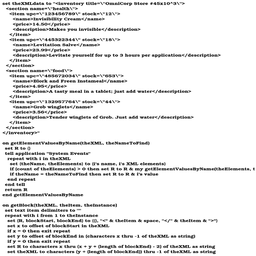 set theXMLdata to "<inventory title=\"OmniCorp Store #45x10^3\">
<section name=\"health\">
<item upc=\"123456789\" stock=\"12\">
<name>Invisibility Cream</name>
<price>14.50</price>
<description>Makes you invisible</description>
</item>
<item upc=\"445322344\" stock=\"18\">
<name>Levitation Salve</name>
<price>23.99</price>
<description>Levitate yourself for up to 3 hours per application</description>
</item>
</section>
<section name=\"food\">
<item upc=\"485672034\" stock=\"653\">
<name>Blork and Freen Instameal</name>
<price>4.95</price>
<description>A tasty meal in a tablet; just add water</description>
</item>
<item upc=\"132957764\" stock=\"44\">
<name>Grob winglets</name>
<price>3.56</price>
<description>Tender winglets of Grob. Just add water</description>
</item>
</section>
</inventory>"
on getElementValuesByName(theXML, theNameToFind)
set R to {}
tell application "System Events"
repeat with i in theXML
set {theName, theElements} to {i's name, i's XML elements}
if (count of theElements) > 0 then set R to R & my getElementValuesByName(theElements, t
if theName = theNameToFind then set R to R & i's value
end repeat
end tell
return R
end getElementValuesByName
on getBlock(theXML, theItem, theInstance)
set text item delimiters to ""
repeat with i from 1 to theInstance
set {R, blockStart, blockEnd} to {{}, "<" & theItem & space, "</" & theItem & ">"}
set x to offset of blockStart in theXML
if x = 0 then exit repeat
set y to offset of blockEnd in (characters x thru -1 of theXML as string)
if y = 0 then exit repeat
set R to characters x thru (x + y + (length of blockEnd) - 2) of theXML as string
set theXML to characters (y + (length of blockEnd)) thru -1 of theXML as string